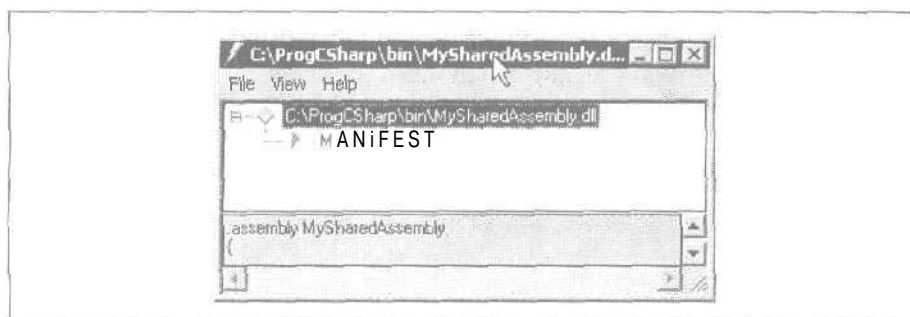 C:\ProgCSharp\bin\MySharedAssembly.d...
File View Help
C:\ProgCSharp\bin\MySharedAssembly.dll
MANiFEST
.assembly MySharedAssembly
{